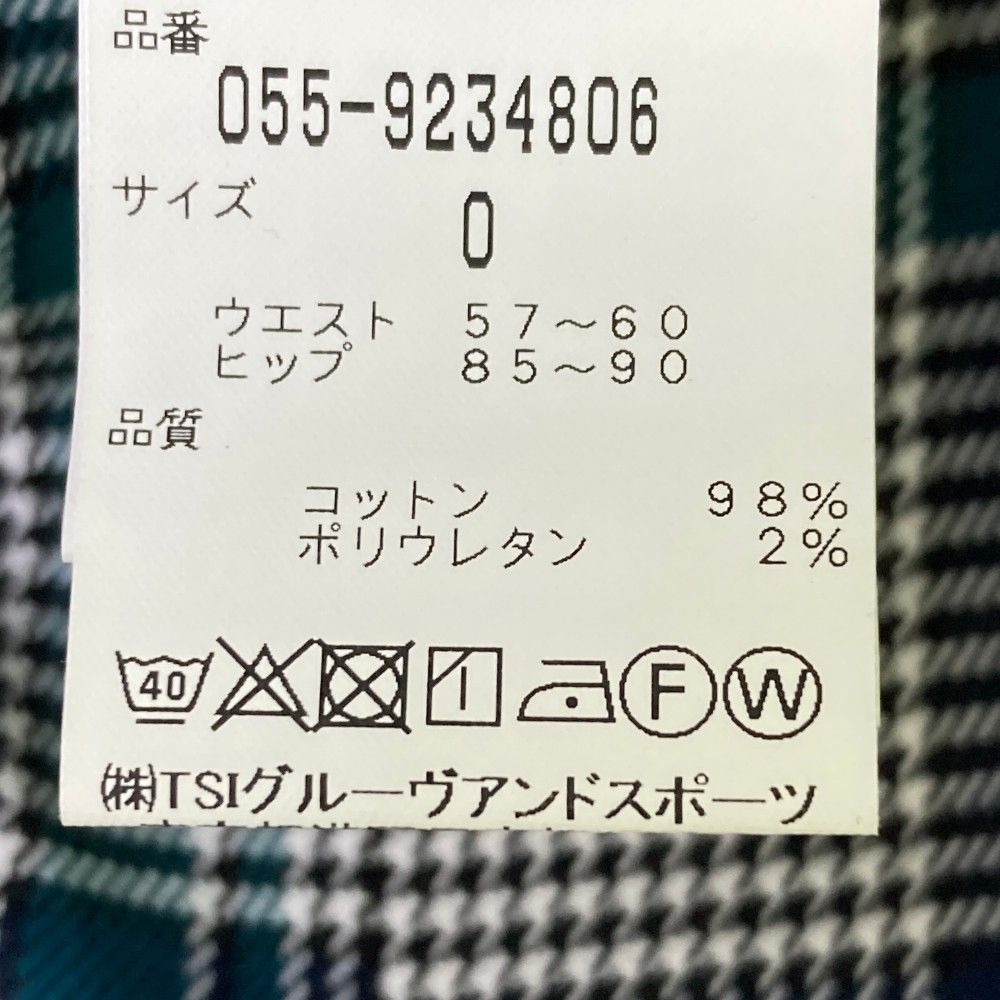 品番
055-9234806
サイズ
0
ウエスト 57～60
ヒップ 85～90
品質
コットン 98%
ポリウレタン 2%
40 F W
㈱TSIグルーヴアンドスポーツ